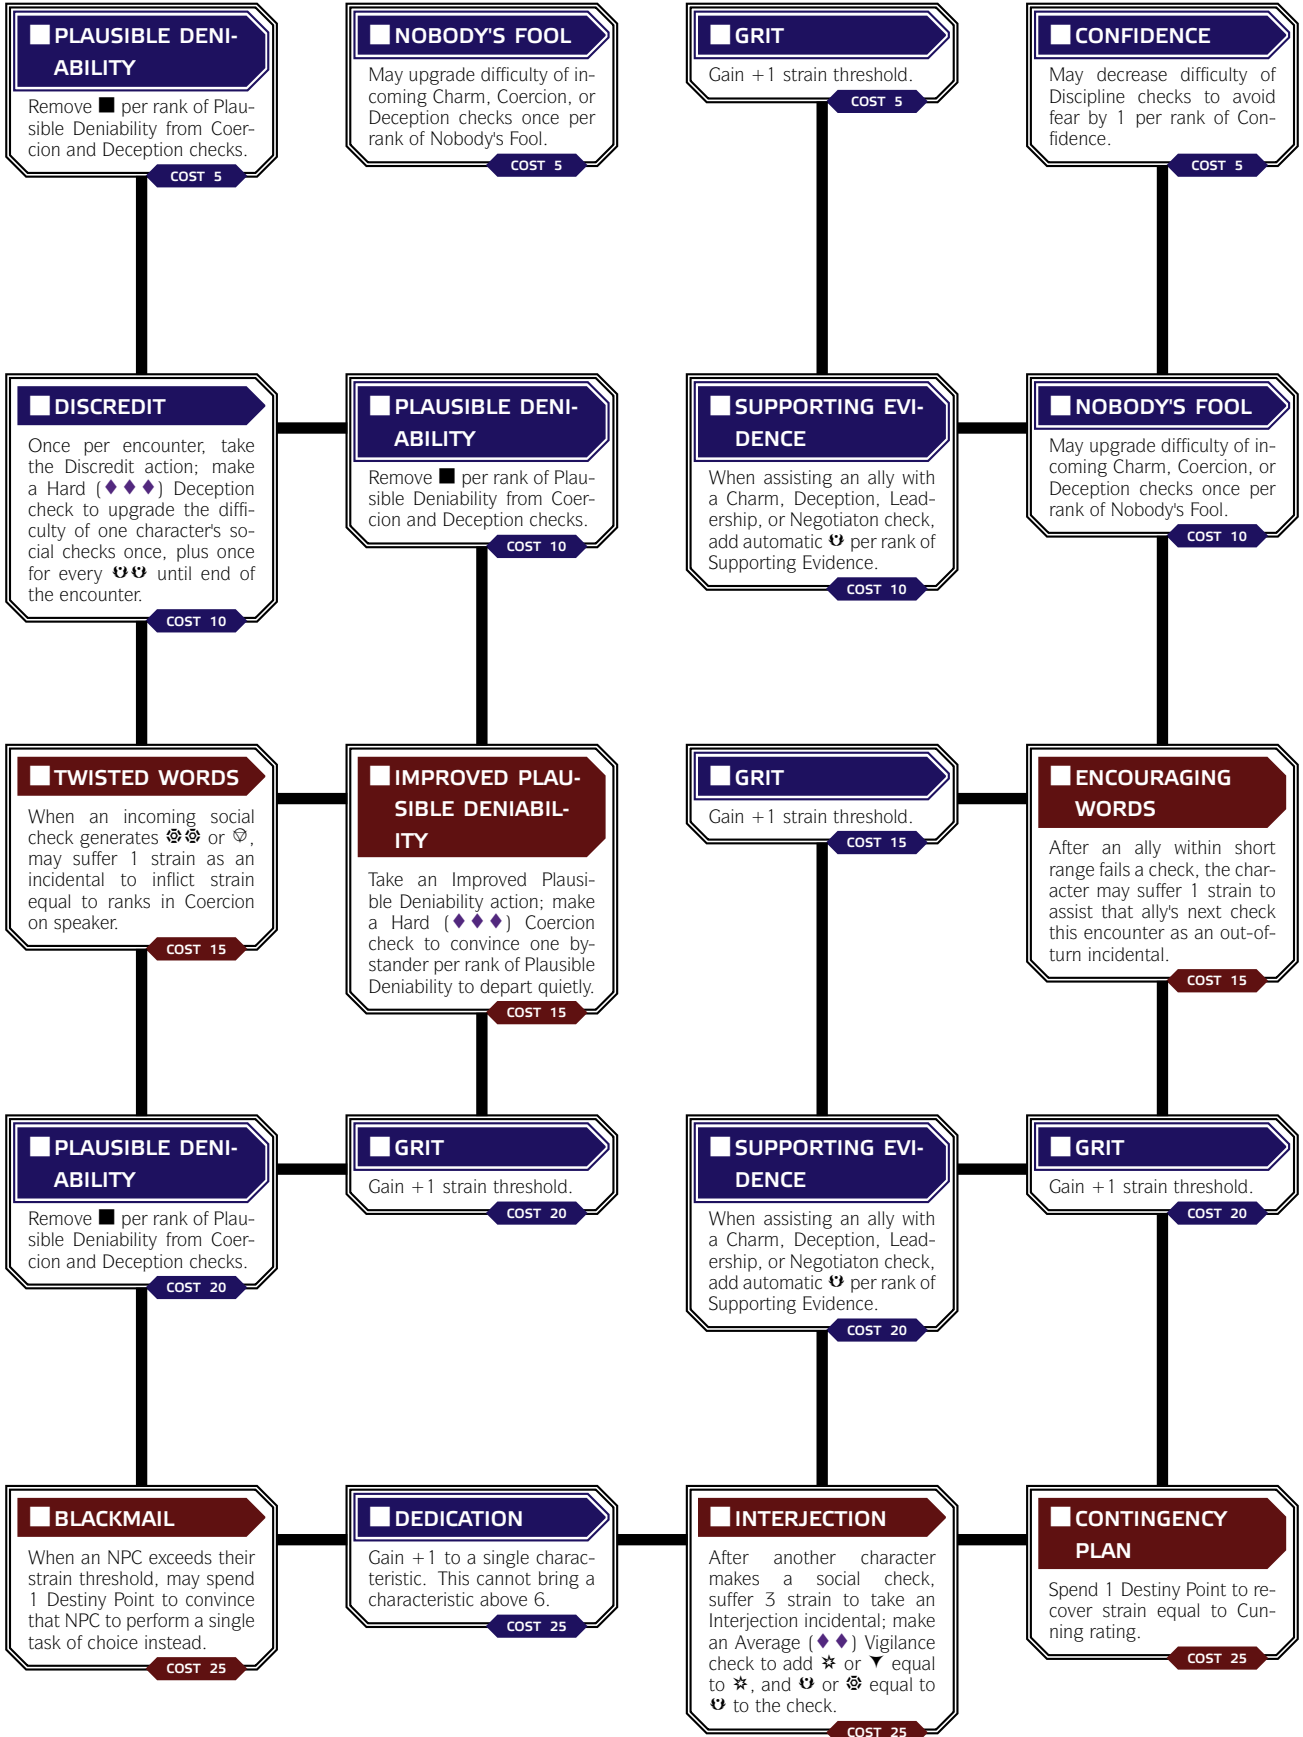 PLAUSIBLE DENI-
ABILITY
Remove ■ per rank of Plau-
sible Deniability from Coer-
cion and Deception checks.
COST 5
NOBODY'S FOOL
May upgrade difficulty of in-
coming Charm, Coercion, or
Deception checks once per
rank of Nobody's Fool.
COST 5
GRIT
Gain +1 strain threshold.
COST 5
CONFIDENCE
May decrease difficulty of
Discipline checks to avoid
fear by 1 per rank of Con-
fidence.
COST 5
DISCREDIT
Once per encounter, take
the Discredit action; make
a Hard (♦ ♦ ♦) Deception
check to upgrade the diffi-
culty of one character's so-
cial checks once, plus once
for every until end of
the encounter.
COST 10
PLAUSIBLE DENI-
ABILITY
Remove ■ per rank of Plau-
sible Deniability from Coer-
cion and Deception checks.
COST 10
SUPPORTING EVI-
DENCE
When assisting an ally with
a Charm, Deception, Lead-
ership, or Negotiaton check,
add automatic per rank of
Supporting Evidence.
COST 10
NOBODY'S FOOL
May upgrade difficulty of in-
coming Charm, Coercion, or
Deception checks once per
rank of Nobody's Fool.
COST 10
TWISTED WORDS
When an incoming social
check generates or ,
may suffer 1 strain as an
incidental to inflict strain
equal to ranks in Coercion
on speaker.
COST 15
IMPROVED PLAU-
SIBLE DENIABIL-
ITY
Take an Improved Plausi-
ble Deniability action; make
a Hard (♦ ♦ ♦) Coercion
check to convince one by-
stander per rank of Plausible
Deniability to depart quietly.
COST 15
GRIT
Gain +1 strain threshold.
COST 15
ENCOURAGING
WORDS
After an ally within short
range fails a check, the char-
acter may suffer 1 strain to
assist that ally's next check
this encounter as an out-of-
turn incidental.
COST 15
PLAUSIBLE DENI-
ABILITY
Remove ■ per rank of Plau-
sible Deniability from Coer-
cion and Deception checks.
COST 20
GRIT
Gain +1 strain threshold.
COST 20
SUPPORTING EVI-
DENCE
When assisting an ally with
a Charm, Deception, Lead-
ership, or Negotiaton check,
add automatic per rank of
Supporting Evidence.
COST 20
GRIT
Gain +1 strain threshold.
COST 20
BLACKMAIL
When an NPC exceeds their
strain threshold, may spend
1 Destiny Point to convince
that NPC to perform a single
task of choice instead.
COST 25
DEDICATION
Gain +1 to a single charac-
teristic. This cannot bring a
characteristic above 6.
COST 25
INTERJECTION
After another character
makes a social check,
suffer 3 strain to take an
Interjection incidental; make
an Average (♦ ♦) Vigilance
check to add or equal
to , and or equal to
to the check.
COST 25
CONTINGENCY
PLAN
Spend 1 Destiny Point to re-
cover strain equal to Cun-
ning rating.
COST 25